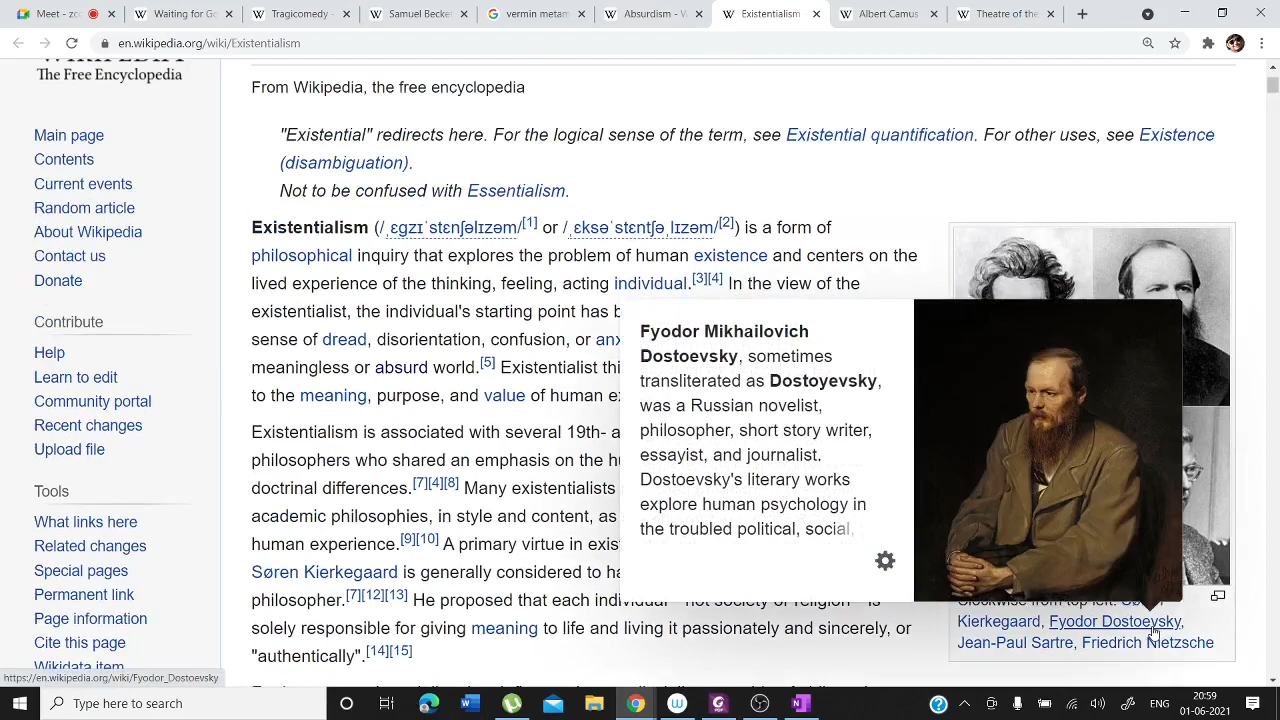 Meet - zoo
Waiting for Ge
Tragicomedy -
Samuel Becke
vermin metam
Absurdism - W
Existentialism
Albert Camus
Theatre of the
en.wikipedia.org/wiki/Existentialism
The Free Encyclopedia
Main page
Contents
Current events
Random article
About Wikipedia
Contact us
Donate
Contribute
Help
Learn to edit
Community portal
Recent changes
Upload file
Tools
What links here
Related changes
Special pages
Permanent link
Page information
Cite this page
Wikidata item
https://en.wikipedia.org/wiki/Fyodor_Dostoevsky
From Wikipedia, the free encyclopedia
"Existential" redirects here. For the logical sense of the term, see Existential quantification. For other uses, see Existence
(disambiguation).
Not to be confused with Essentialism.
Existentialism (/ˌɛɡzɪˈstɛnʃəlɪzəm/[1] or /ˌɛksəˈstɛntʃəˌlɪzəm/[2]) is a form of
philosophical inquiry that explores the problem of human existence and centers on the
lived experience of the thinking, feeling, acting individual.[3][4] In the view of the
existentialist, the individual's starting point has b
sense of dread, disorientation, confusion, or anx
meaningless or absurd world.[5] Existentialist thi
to the meaning, purpose, and value of human e
Existentialism is associated with several 19th- a
philosophers who shared an emphasis on the hu
doctrinal differences.[7][4][8] Many existentialists
academic philosophies, in style and content, as
human experience.[9][10] A primary virtue in exis
Søren Kierkegaard is generally considered to ha
philosopher.[7][12][13] He proposed that each individual—not society or religion—is
solely responsible for giving meaning to life and living it passionately and sincerely, or
"authentically".[14][15]
Fyodor Mikhailovich
Dostoevsky, sometimes
transliterated as Dostoyevsky,
was a Russian novelist,
philosopher, short story writer,
essayist, and journalist.
Dostoevsky's literary works
explore human psychology in
the troubled political, social,
Clockwise from top left:
Kierkegaard, Fyodor Dostoevsky,
Jean-Paul Sartre, Friedrich Nietzsche
Type here to search
ENG
20:59
01-06-2021